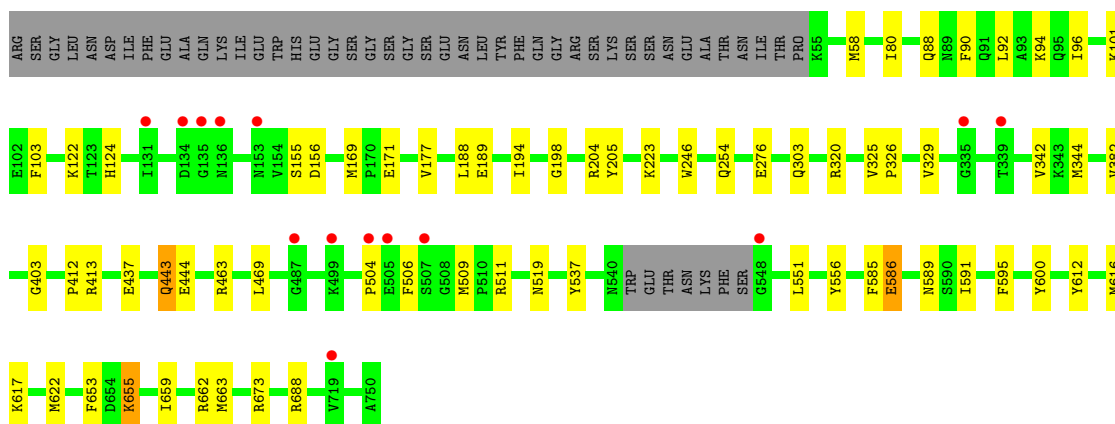 ARG SER GLY LEU ASN ASP ILE PHE GLU ALA GLN LYS ILE GLU TRP HIS GLU GLY SER GLY SER GLY SER GLU ASN LEU TYR PHE GLN GLY ARG SER LYS SER SER ASN GLU ALA THR ASN ILE THR PRO K55 M58 I80 Q88 N89 F90 Q91 L92 A93 K94 Q95 I96 K101
E102 F103 K122 T123 H124 I131 D134 G135 N136 N153 V154 S155 D156 M169 P170 E171 V177 L188 E189 I194 G198 R204 Y205 K223 W246 Q254 E276 Q303 R320 V325 P326 V329 G335 T339 V342 K343 M344
G403 P412 R413 E437 Q443 E444 R463 L469 G487 K499 P504 E505 F506 S507 G508 M509 P510 R511 N519 Y537 N540 TRP GLU THR ASN LYS PHE SER G548 L551 Y556 F585 E586 N589 S590 I591 F595 Y600 Y612 M616
K617 M622 F653 D654 K655 I659 R662 M663 R673 R688 V719 A750